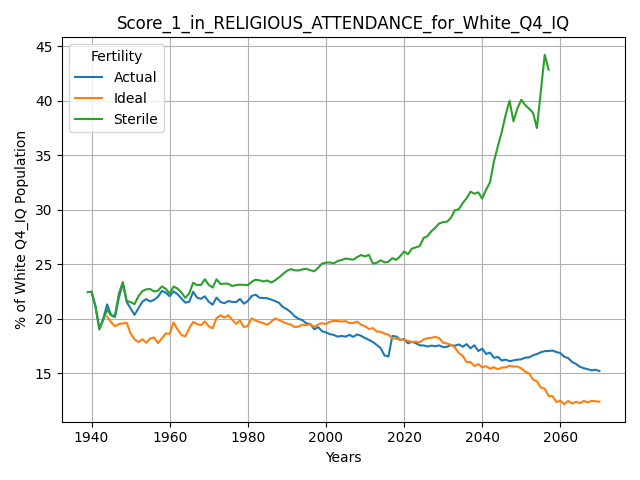 Score_1_in_RELIGIOUS_ATTENDANCE_for_White_Q4_IQ
Fertility
Actual
Ideal
Sterile
% of White Q4_IQ Population
45
40
35
30
25
20
15
1940 1960 1980 2000 2020 2040 2060
Years